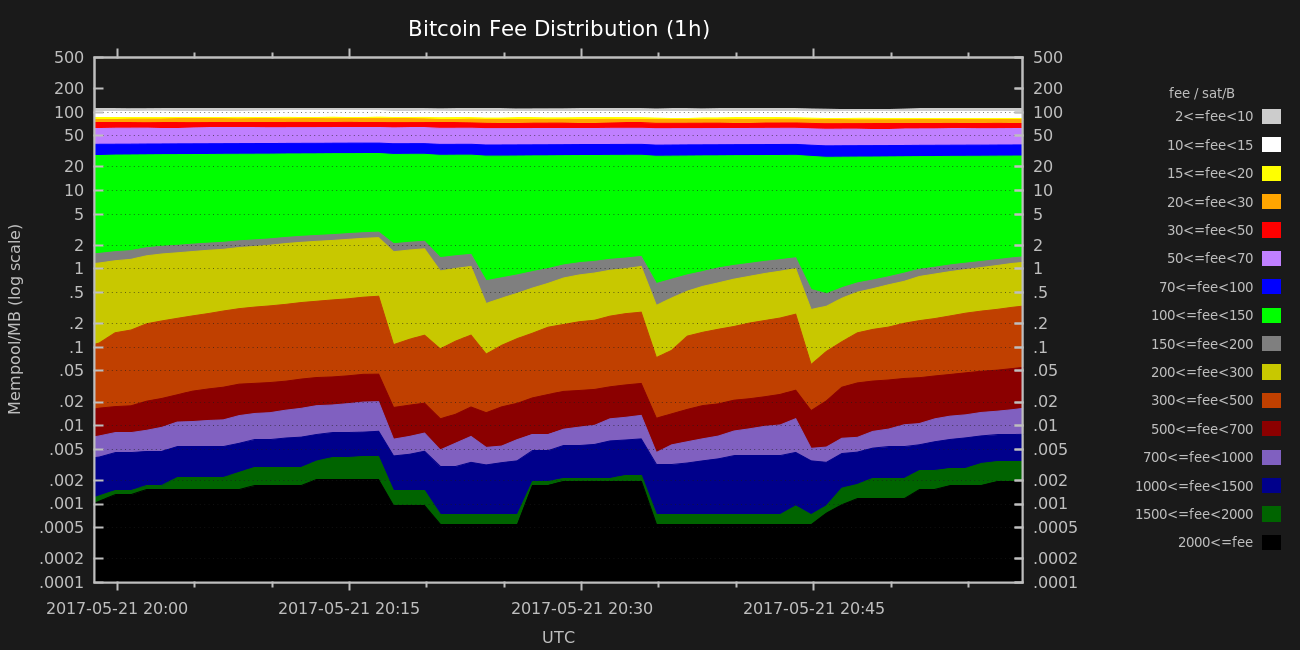 Bitcoin Fee Distribution (1h)
Mempool/MB (log scale)
500
200
100
50
20
10
5
2
1
.5
.2
.1
.05
.02
.01
.005
.002
.001
.0005
.0002
.0001
500
200
100
50
20
10
5
2
1
.5
.2
.1
.05
.02
.01
.005
.002
.001
.0005
.0002
.0001
2017-05-21 20:00
2017-05-21 20:15
2017-05-21 20:30
2017-05-21 20:45
UTC
fee / sat/B
2<=fee<10
10<=fee<15
15<=fee<20
20<=fee<30
30<=fee<50
50<=fee<70
70<=fee<100
100<=fee<150
150<=fee<200
200<=fee<300
300<=fee<500
500<=fee<700
700<=fee<1000
1000<=fee<1500
1500<=fee<2000
2000<=fee